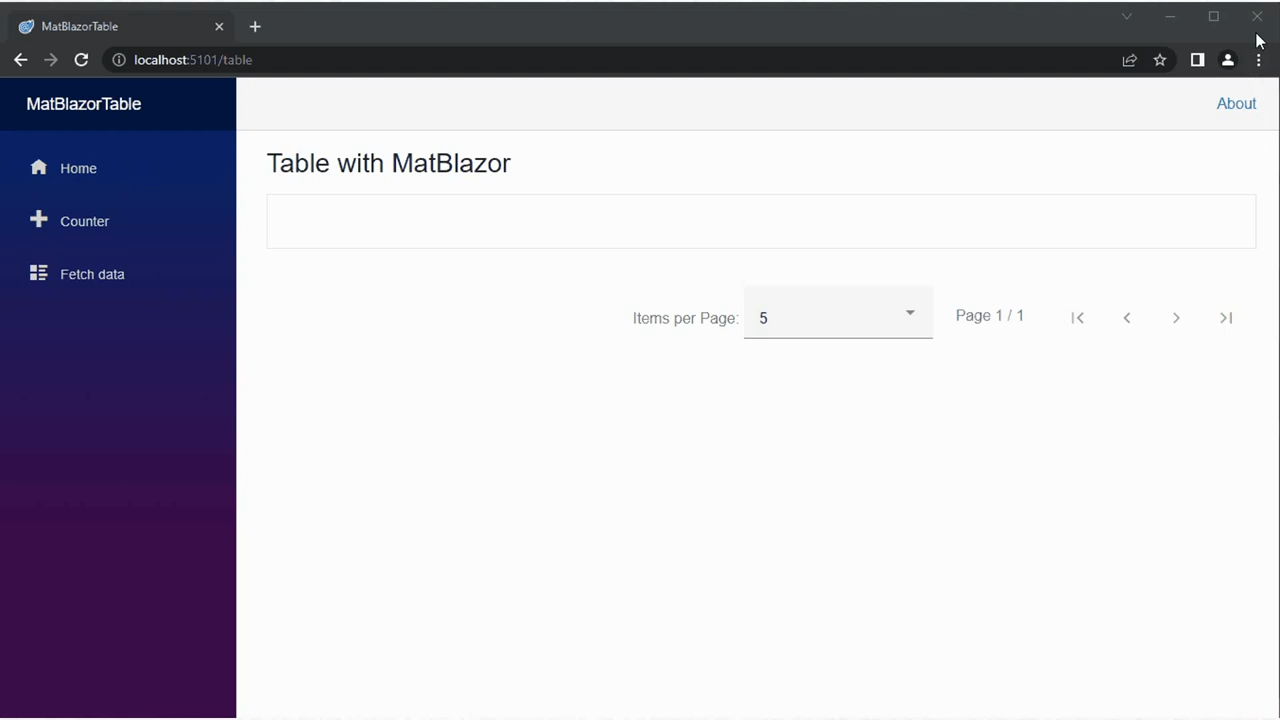 MatBlazorTable
localhost:5101/table
MatBlazorTable
About
Home
Counter
Fetch data
Table with MatBlazor
Items per Page: 5 Page 1 / 1